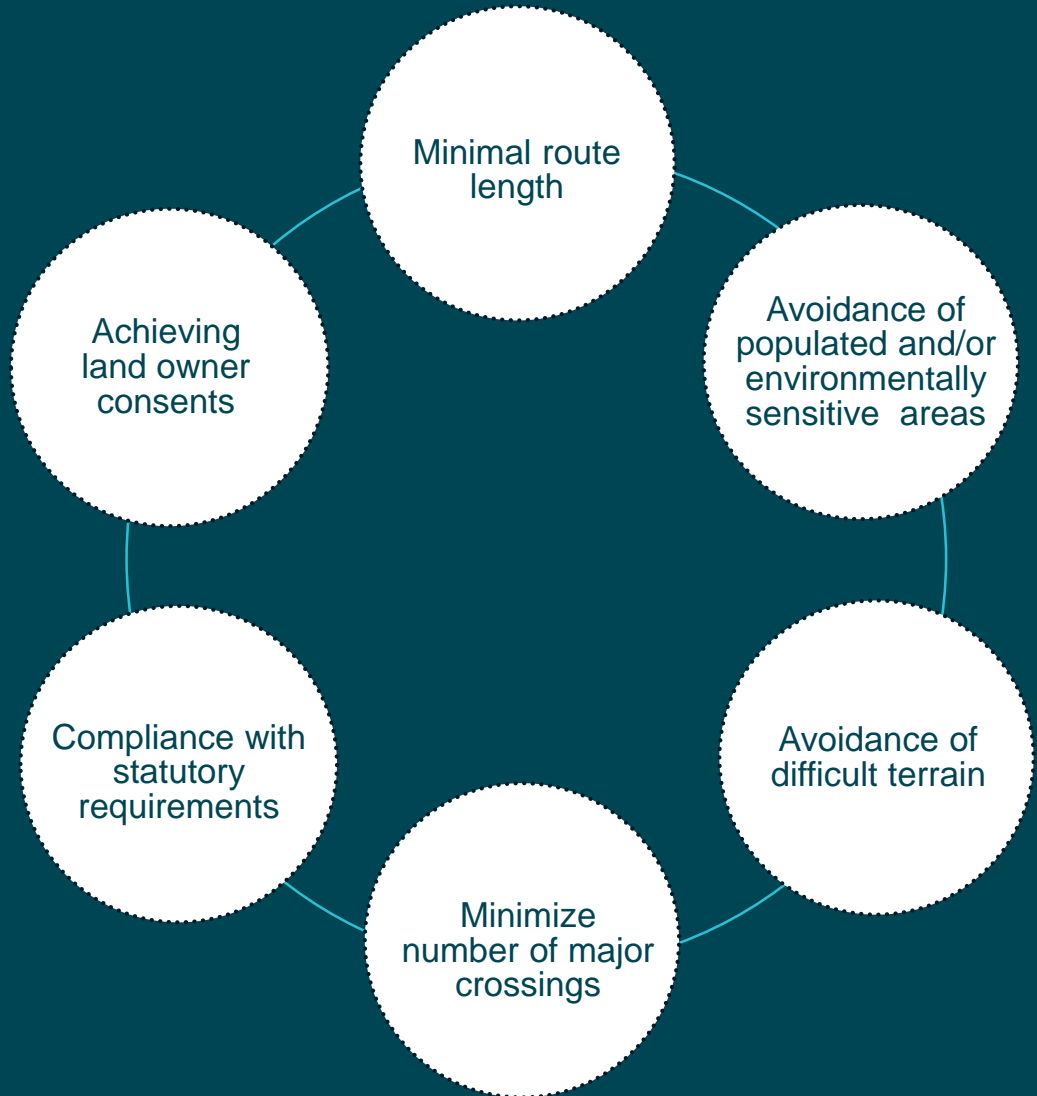 Minimal route
length
Avoidance of
populated and/or
environmentally
sensitive areas
Avoidance of
difficult terrain
Minimize
number of major
crossings
Compliance with
statutory
requirements
Achieving
land owner
consents